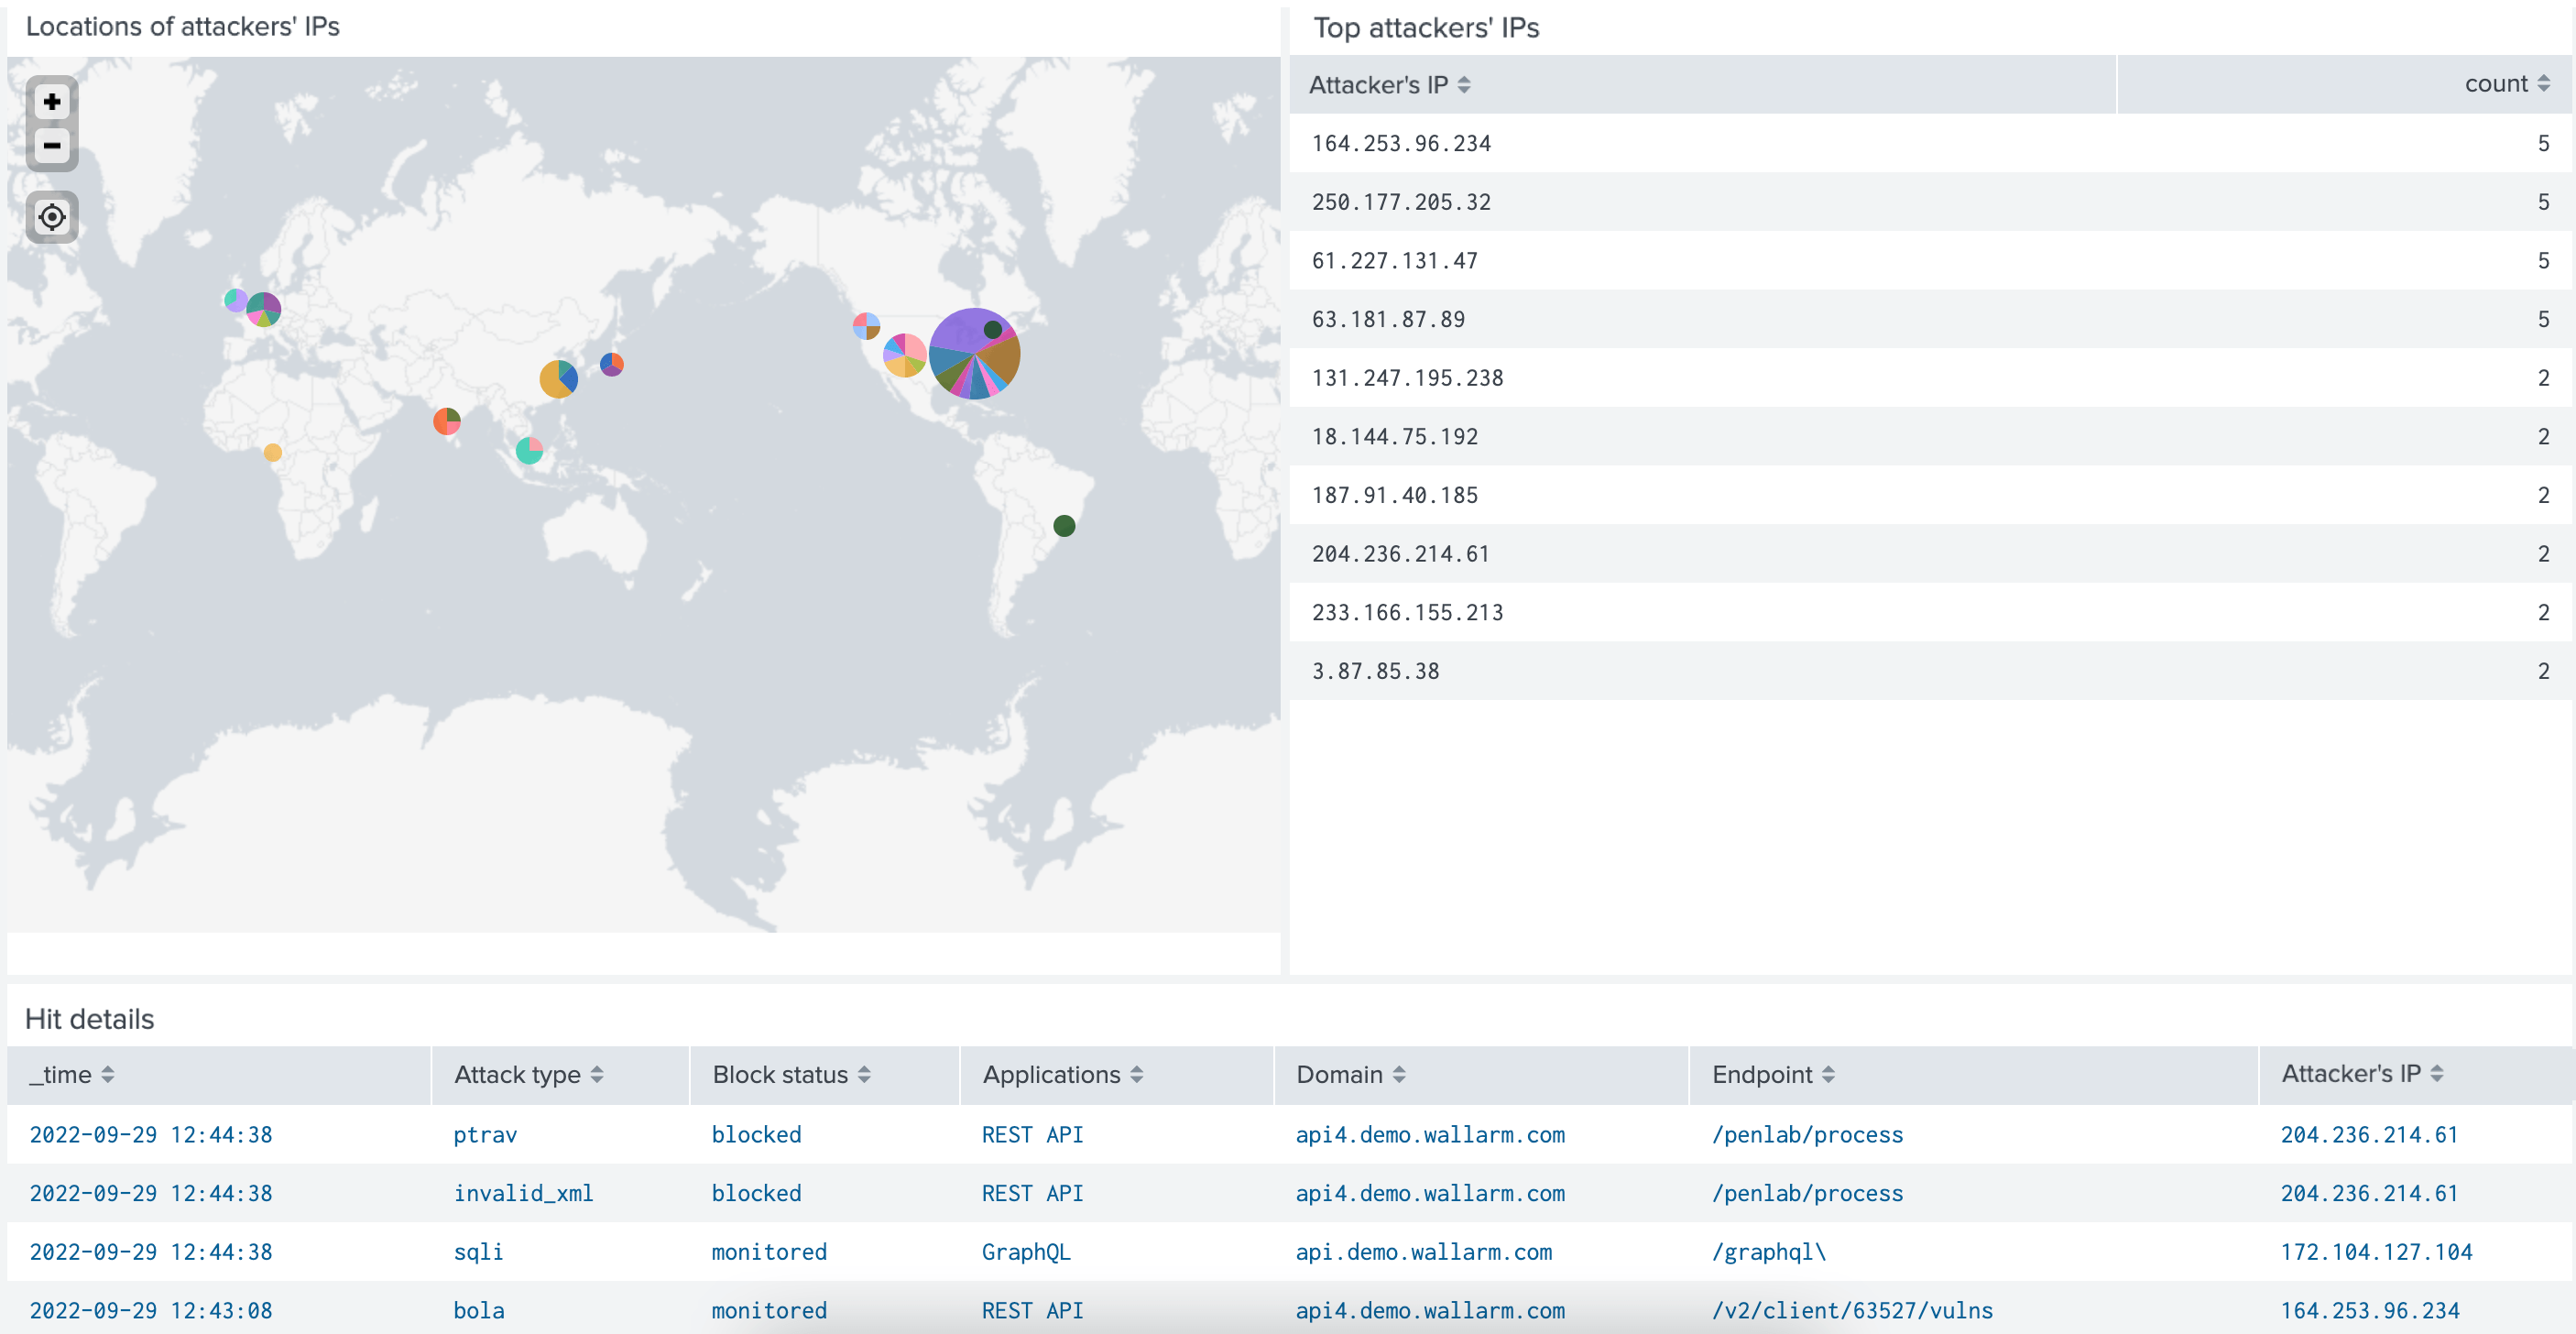 Locations of attackers' IPs
Top attackers' IPs
Attacker's IP count
164.253.96.234 5
250.177.205.32 5
61.227.131.47 5
63.181.87.89 5
131.247.195.238 2
18.144.75.192 2
187.91.40.185 2
204.236.214.61 2
233.166.155.213 2
3.87.85.38 2
Hit details
_time Attack type Block status Applications Domain Endpoint Attacker's IP
2022-09-29 12:44:38 ptrav blocked REST API api4.demo.wallarm.com /penlab/process 204.236.214.61
2022-09-29 12:44:38 invalid_xml blocked REST API api4.demo.wallarm.com /penlab/process 204.236.214.61
2022-09-29 12:44:38 sqli monitored GraphQL api.demo.wallarm.com /graphql\ 172.104.127.104
2022-09-29 12:43:08 bola monitored REST API api4.demo.wallarm.com /v2/client/63527/vulns 164.253.96.234